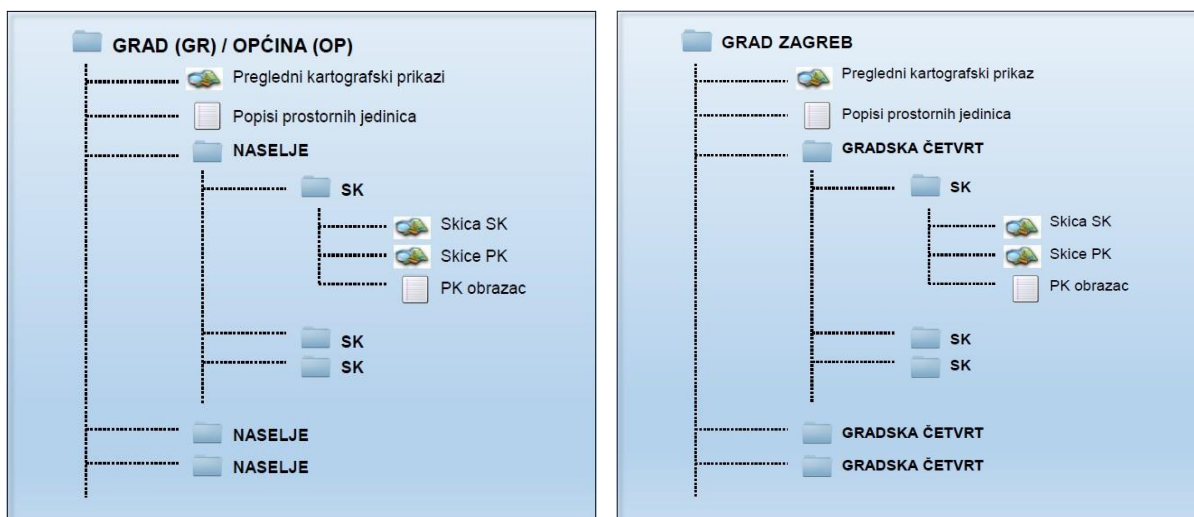 GRAD (GR) / OPĆINA (OP)
Pregledni kartografski prikazi
Popisi prostornih jedinica
NASELJE
SK
Skica SK
Skice PK
PK obrazac
SK
SK
NASELJE
NASELJE
GRAD ZAGREB
Pregledni kartografski prikaz
Popisi prostornih jedinica
GRADSKA ČETVRT
SK
Skica SK
Skice PK
PK obrazac
SK
SK
GRADSKA ČETVRT
GRADSKA ČETVRT